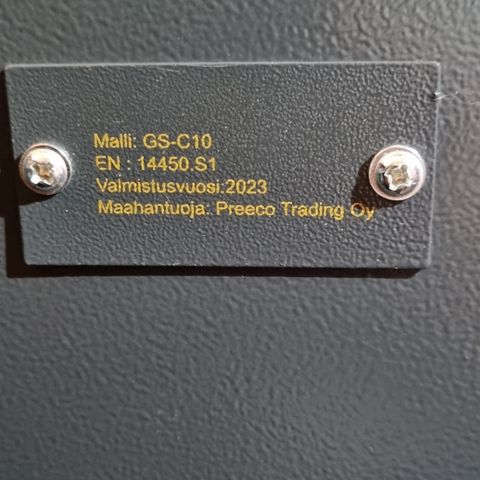 Malli: GS-C10
EN : 14450.S1
Valmistusvuosi:2023
Maahantuoja: Preeco Trading Oy